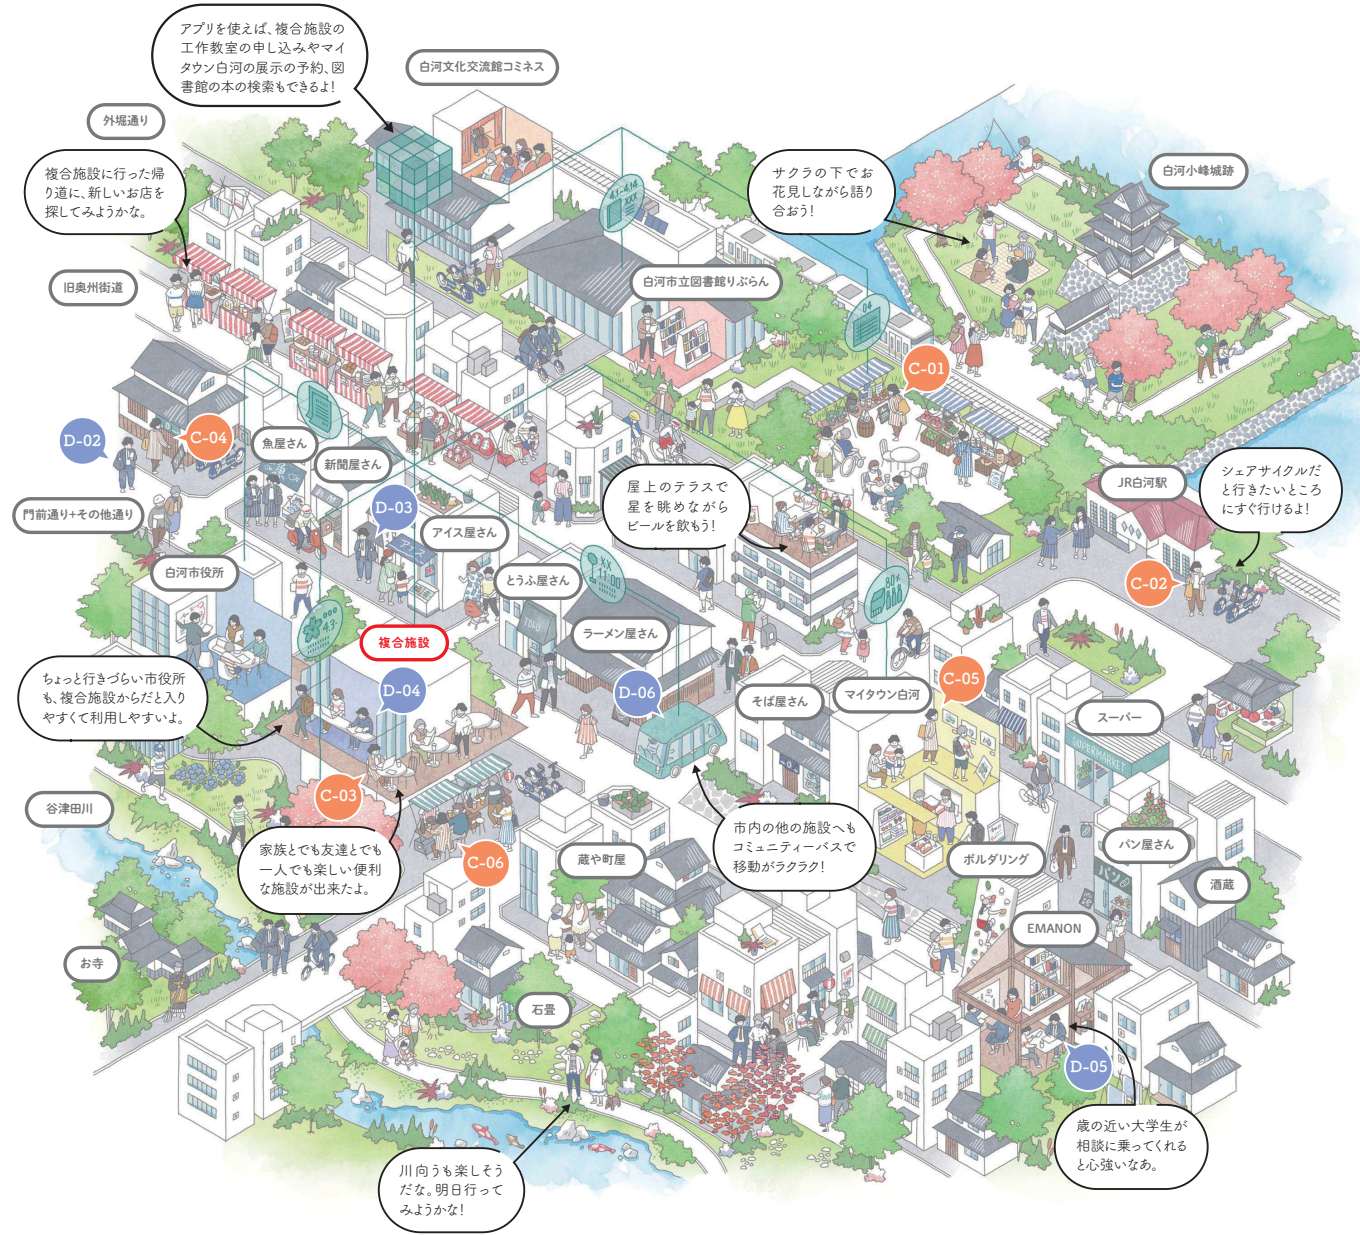 アプリを使えば、複合施設の
工作教室の申し込みやマイ
タウン白河の展示の予約、図
書館の本の検索もできるよ！
白河文化交流館コミネス
外堀通り
複合施設に行った帰
り道に、新しいお店を
探してみようかな。
サクラの下でお
花見しながら語り
合おう！
白河小峰城跡
4.1-4.14
XXX
旧奥州街道
白河市立図書館りぶらん
04
C-01
D-02
C-04
魚屋さん
新聞屋さん
屋上のテラスで
星を眺めながら
ビールを飲もう！
JR白河駅
シェアサイクルだ
と行きたいところ
にすぐ行けるよ！
門前通り+その他通り
D-03
アイス屋さん
アイス
白河市役所
とうふ屋さん
TOFU
XX
:00
80x
C-02
4.3
複合施設
ラーメン屋さん
ちょっと行きづらい市役所
も、複合施設からだと入り
やすくて利用しやすいよ。
D-04
D-06
そば屋さん
マイタウン白河
C-05
スーパー
SUPERMARKET
C-03
谷津田川
家族とでも友達とでも
一人でも楽しい便利
な施設が出来たよ。
C-06
蔵や町屋
市内の他の施設へも
コミュニティーバスで
移動がラクラク！
ボルダリング
パン屋さん
パン
酒蔵
お寺
EMANON
石畳
D-05
川向うも楽しそう
だな。明日行って
みようかな！
歳の近い大学生が
相談に乗ってくれる
と心強いなあ。